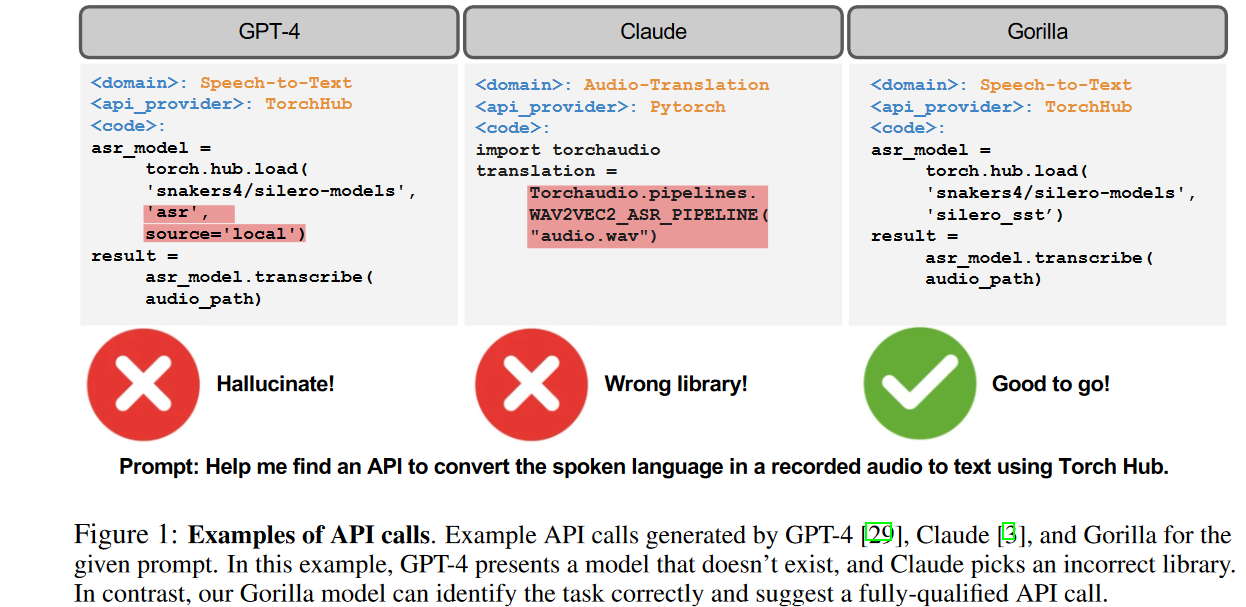 GPT-4
<domain>: Speech-to-Text
<api_provider>: TorchHub
<code>:
asr_model =
torch.hub.load(
'snakers4/silero-models',
'asr',
source='local')
result =
asr_model.transcribe(
audio_path)
Hallucinate!
Claude
<domain>: Audio-Translation
<api_provider>: Pytorch
<code>:
import torchaudio
translation =
Torchaudio.pipelines.
WAV2VEC2_ASR_PIPELINE(
"audio.wav")
Wrong library!
Gorilla
<domain>: Speech-to-Text
<api_provider>: TorchHub
<code>:
asr_model =
torch.hub.load(
'snakers4/silero-models',
'silero_sst’)
result =
asr_model.transcribe(
audio_path)
Good to go!
Prompt: Help me find an API to convert the spoken language in a recorded audio to text using Torch Hub.
Figure 1: Examples of API calls. Example API calls generated by GPT-4 [29], Claude [3], and Gorilla for the
given prompt. In this example, GPT-4 presents a model that doesn’t exist, and Claude picks an incorrect library.
In contrast, our Gorilla model can identify the task correctly and suggest a fully-qualified API call.